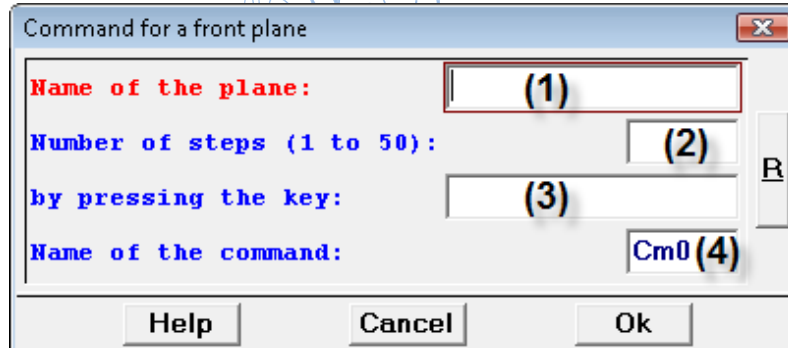 Command for a front plane
Name of the plane: (1)
Number of steps (1 to 50): (2)
by pressing the key: (3)
Name of the command: Cm0 (4)
R
Help Cancel Ok